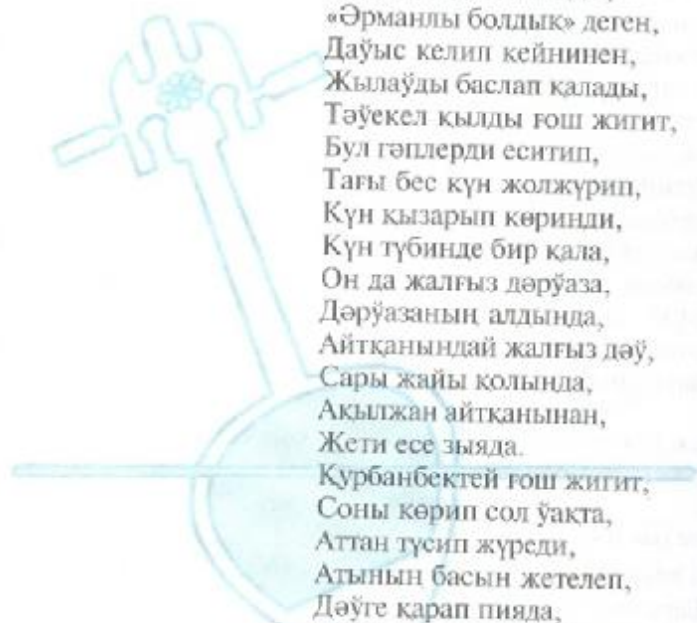 «Әрманлы болдық» деген,
Даўыс келип кейнинен,
Жылаўды баслап қалады,
Тәўекел қылды ғош жигит,
Бул гәплерди еситип,
Тағы бес күн жолжүрип,
Күн қызарып көринди,
Күн түбинде бир қала,
Он да жалғыз дәрўаза,
Дәрўазаның алдында,
Айтқанындай жалғыз дәў,
Сары жайы қолында,
Ақылжан айтқанынан,
Жети есе зыяда.
Қурбанбектей ғош жигит,
Соны көрип сол ўақта,
Аттан түсип жүреди,
Атынын басын жетелеп,
Дәўге қарап пияда,